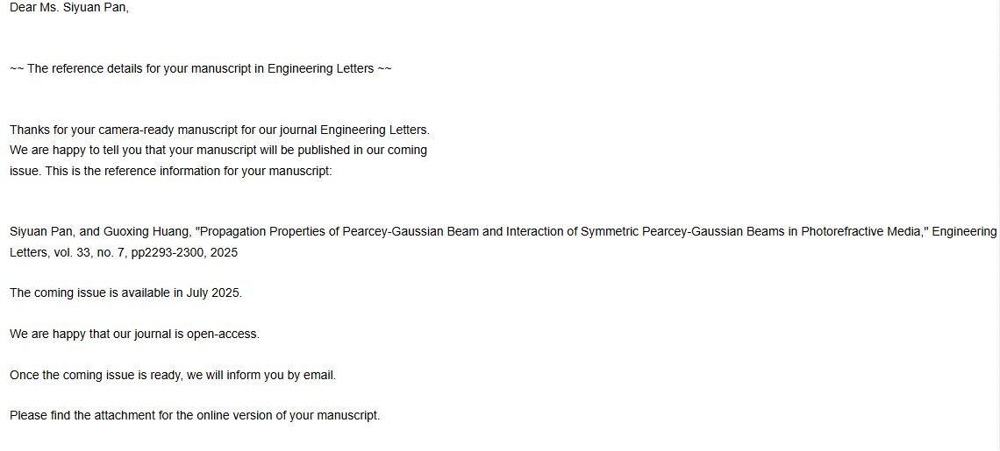 Dear Ms. Siyuan Pan,
~~ The reference details for your manuscript in Engineering Letters ~~
Thanks for your camera-ready manuscript for our journal Engineering Letters.
We are happy to tell you that your manuscript will be published in our coming
issue. This is the reference information for your manuscript:
Siyuan Pan, and Guoxing Huang, "Propagation Properties of Pearcey-Gaussian Beam and Interaction of Symmetric Pearcey-Gaussian Beams in Photorefractive Media," Engineering
Letters, vol. 33, no. 7, pp2293-2300, 2025
The coming issue is available in July 2025.
We are happy that our journal is open-access.
Once the coming issue is ready, we will inform you by email.
Please find the attachment for the online version of your manuscript.